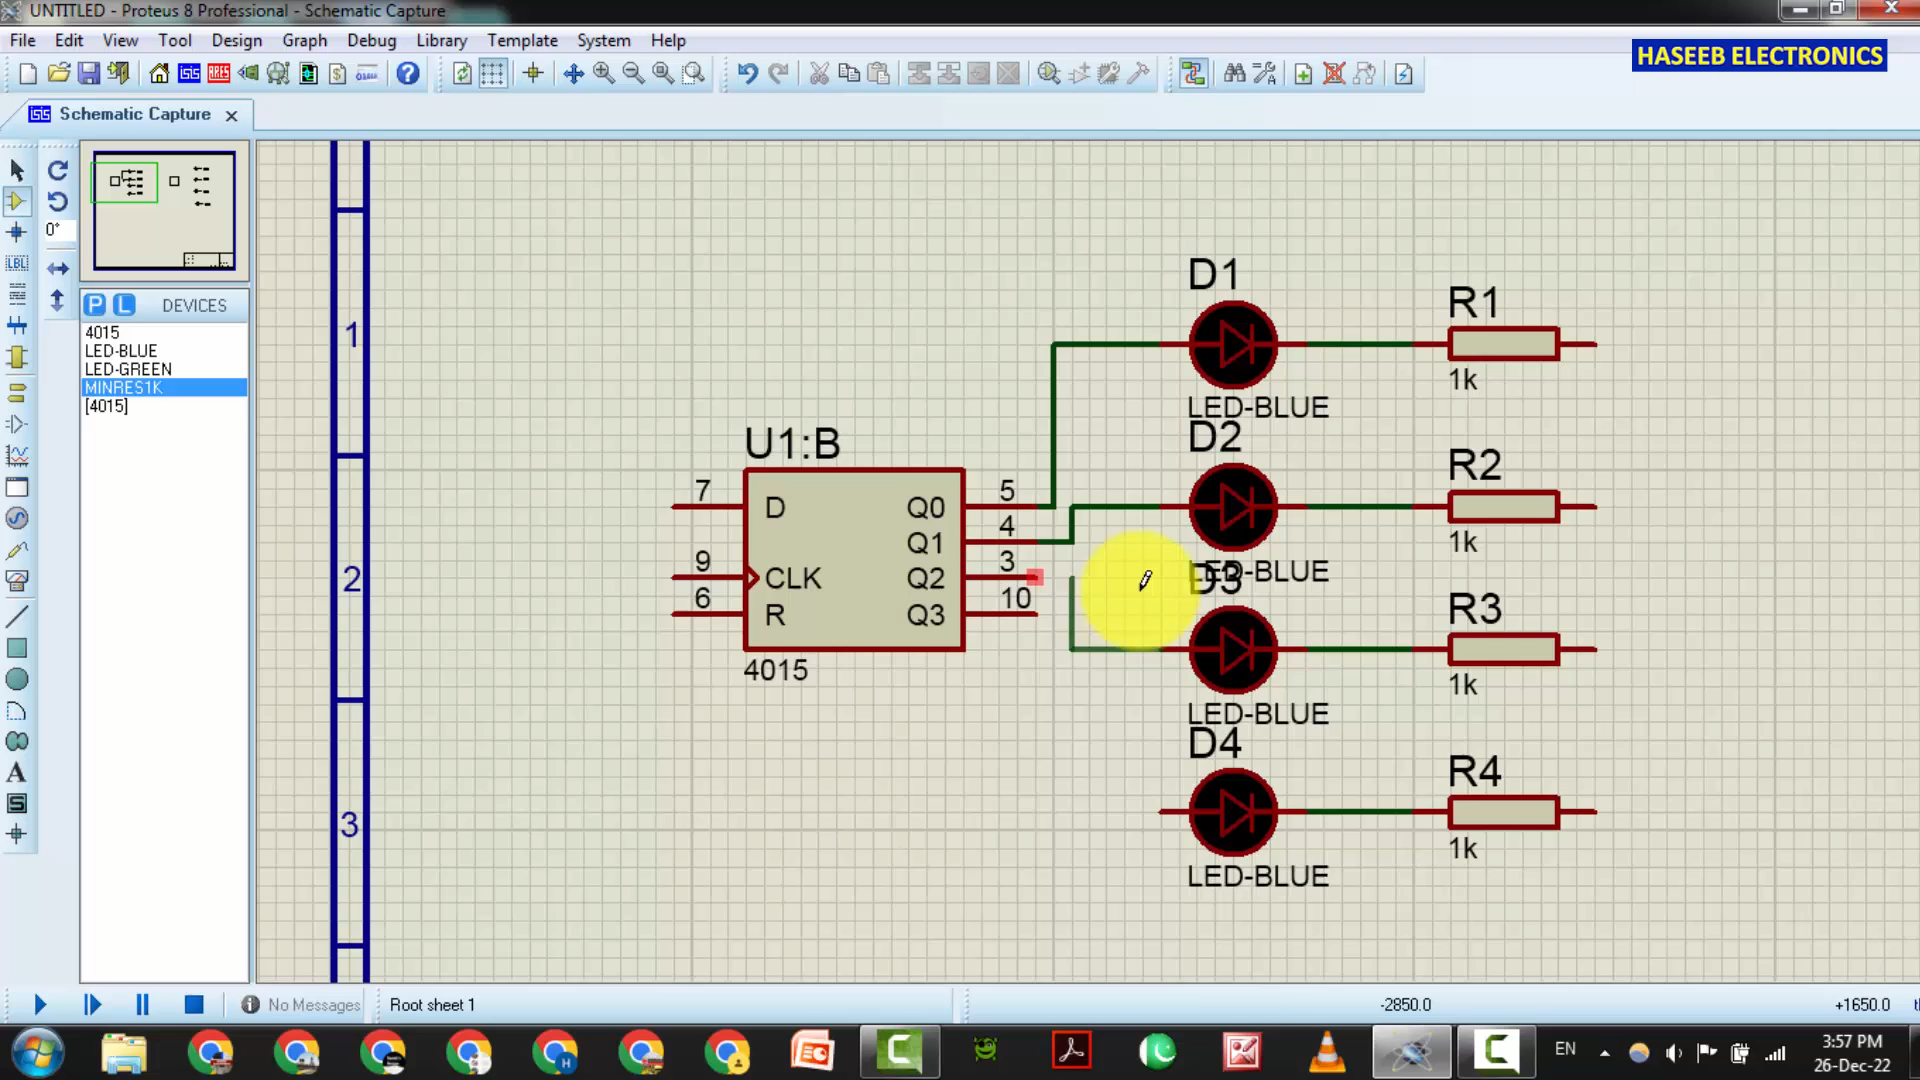 UNTITLED - Proteus 8 Professional - Schematic Capture
File Edit View Tool Design Graph Debug Library Template System Help
HASEEB ELECTRONICS
Schematic Capture
0°
LBL
P L DEVICES
4015
LED-BLUE
LED-GREEN
MINRES1K
[4015]
A
S
1
2
3
D1
LED-BLUE
R1
1k
D2
LED-BLUE
R2
1k
U1:B
7 D Q0 5
Q1 4
9 CLK Q2 3
6 R Q3 10
4015
D3
LED-BLUE
R3
1k
D4
LED-BLUE
R4
1k
No Messages Root sheet 1 -2850.0 +1650.0
EN
3:57 PM
26-Dec-22